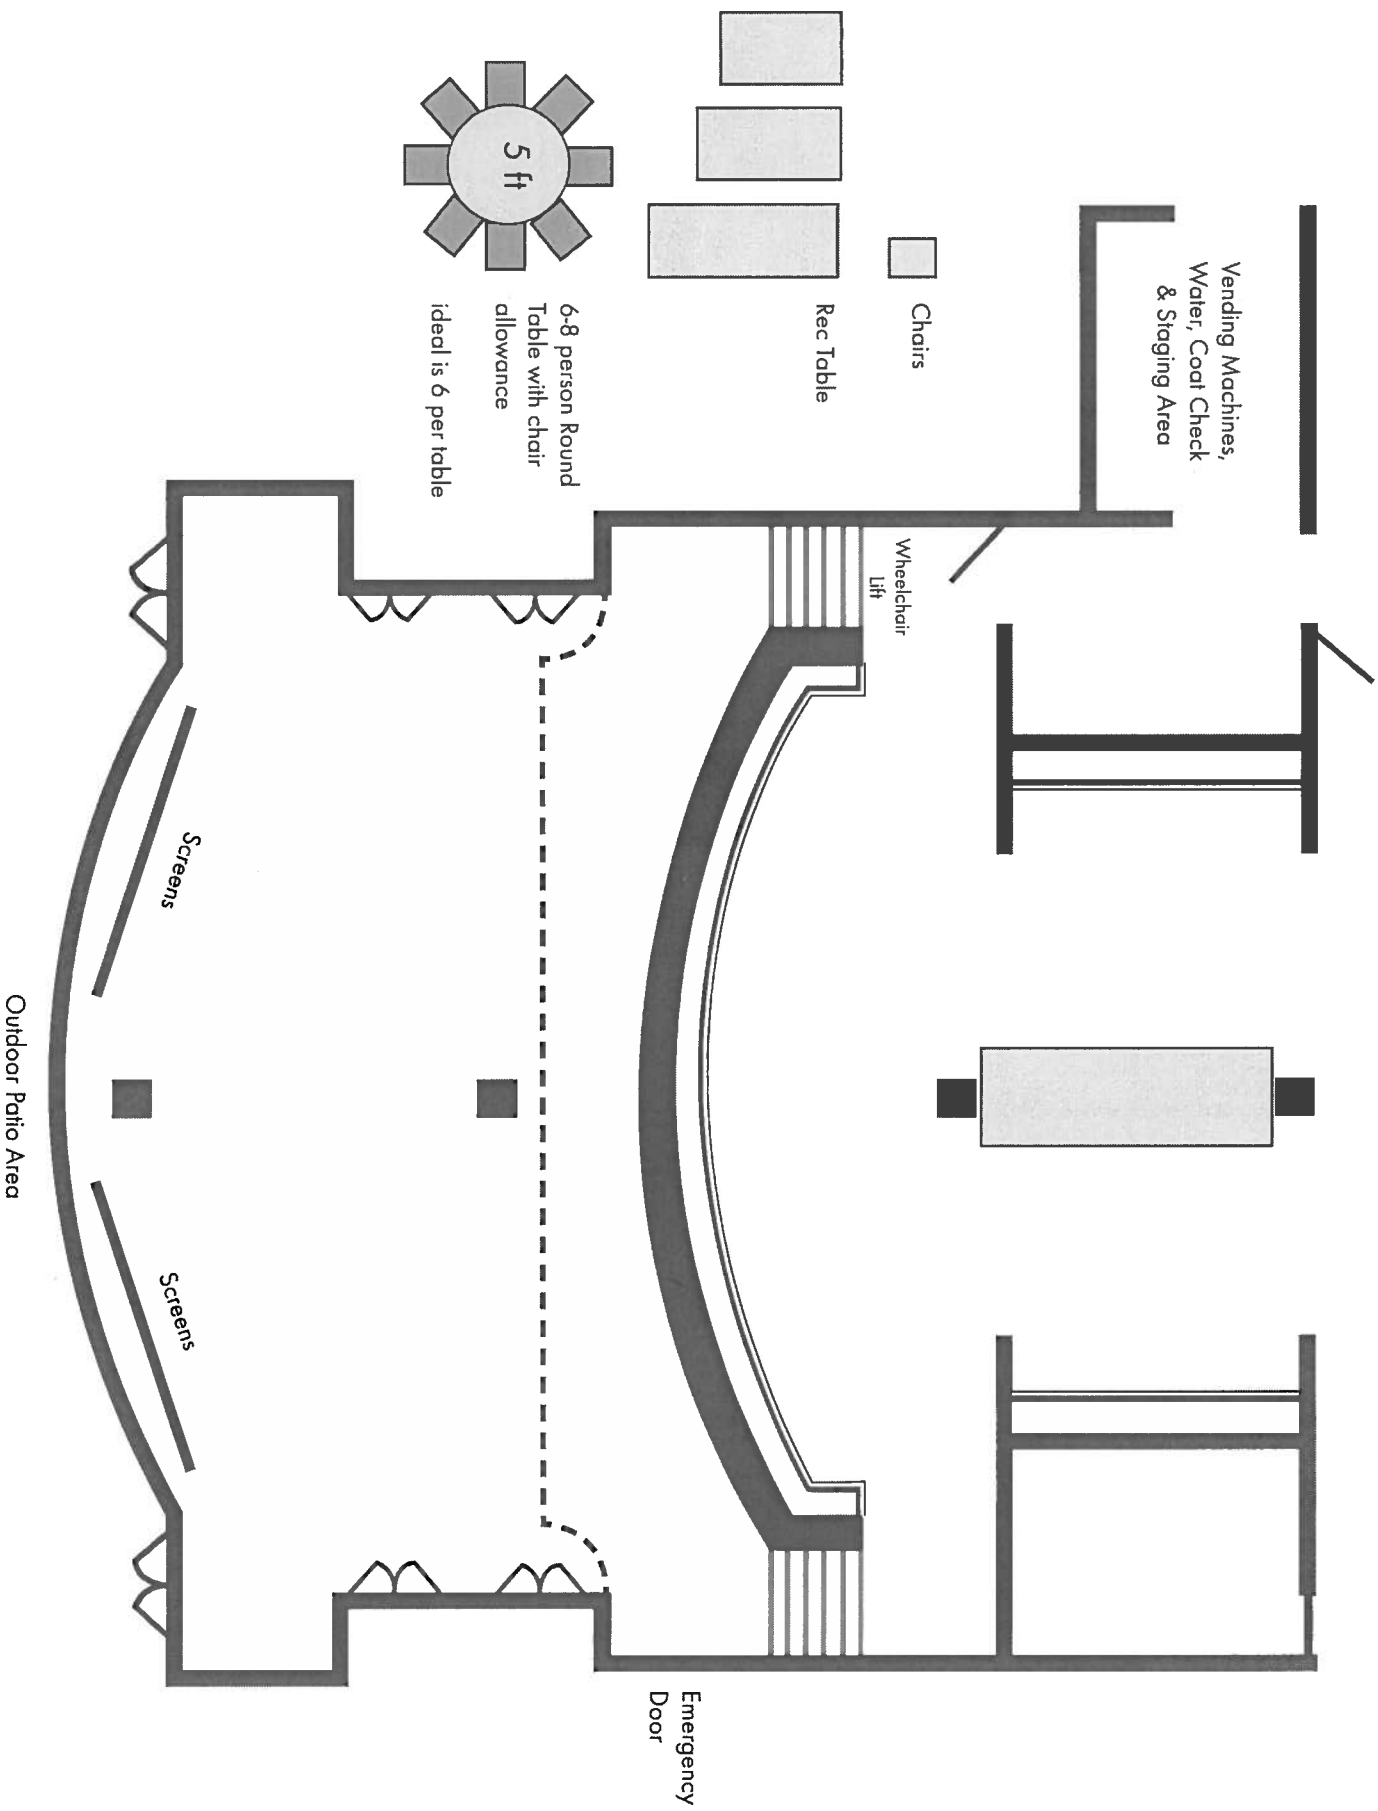 Vending Machines,
Water, Coat Check
& Staging Area
Chairs
Rec Table
5 ft
6-8 person Round
Table with chair
allowance
ideal is 6 per table
Wheelchair
Lift
Screens
Screens
Emergency
Door
Outdoor Patio Area